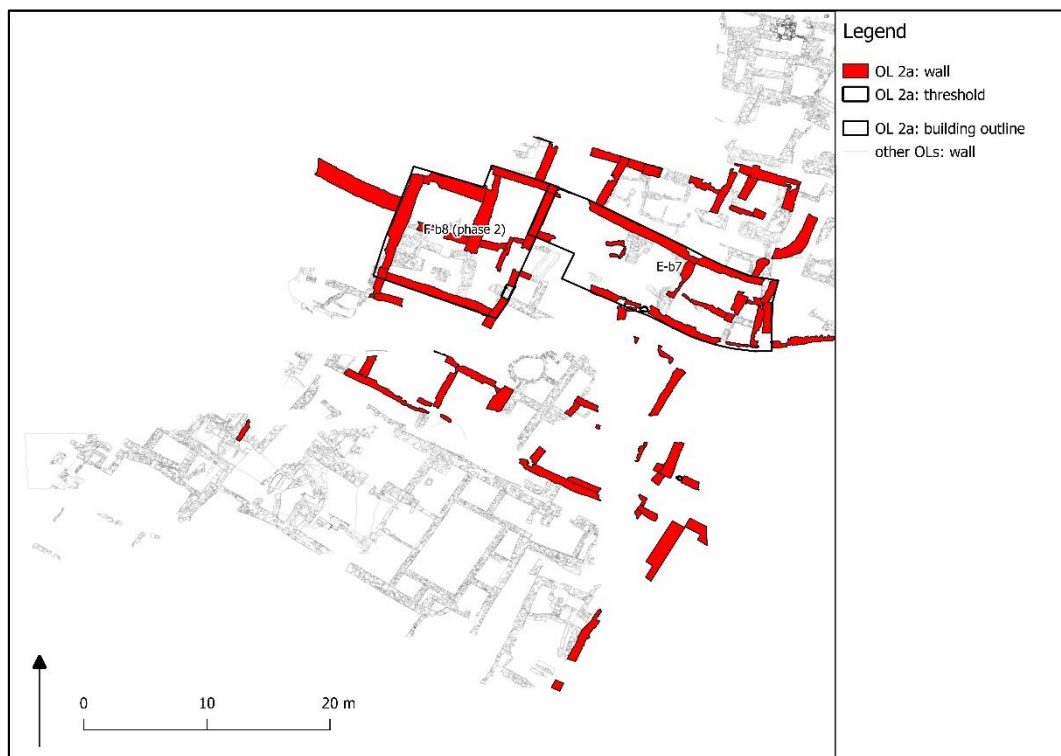 Legend
OL 2a: wall
OL 2a: threshold
OL 2a: building outline
other OLs: wall
F-b8 (phase 2)
E-b7
0 10 20 m